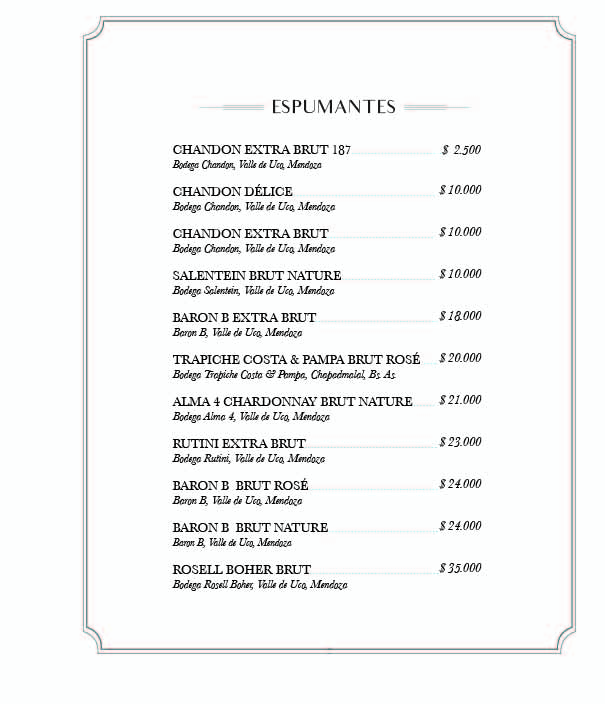 ESPUMANTES
CHANDON EXTRA BRUT 187 $ 2.500
Bodega Chandon, Valle de Uco, Mendoza
CHANDON DÉLICE $ 10.000
Bodega Chandon, Valle de Uco, Mendoza
CHANDON EXTRA BRUT $ 10.000
Bodega Chandon, Valle de Uco, Mendoza
SALENTEIN BRUT NATURE $ 10.000
Bodega Salentein, Valle de Uco, Mendoza
BARON B EXTRA BRUT $ 18.000
Baron B, Valle de Uco, Mendoza
TRAPICHE COSTA & PAMPA BRUT ROSÉ $ 20.000
Bodega Trapiche Costa & Pampa, Chapadmalal, Bs. As.
ALMA 4 CHARDONNAY BRUT NATURE $ 21.000
Bodega Alma 4, Valle de Uco, Mendoza
RUTINI EXTRA BRUT $ 23.000
Bodega Rutini, Valle de Uco, Mendoza
BARON B BRUT ROSÉ $ 24.000
Baron B, Valle de Uco, Mendoza
BARON B BRUT NATURE $ 24.000
Baron B, Valle de Uco, Mendoza
ROSELL BOHER BRUT $ 35.000
Bodega Rosell Boher, Valle de Uco, Mendoza